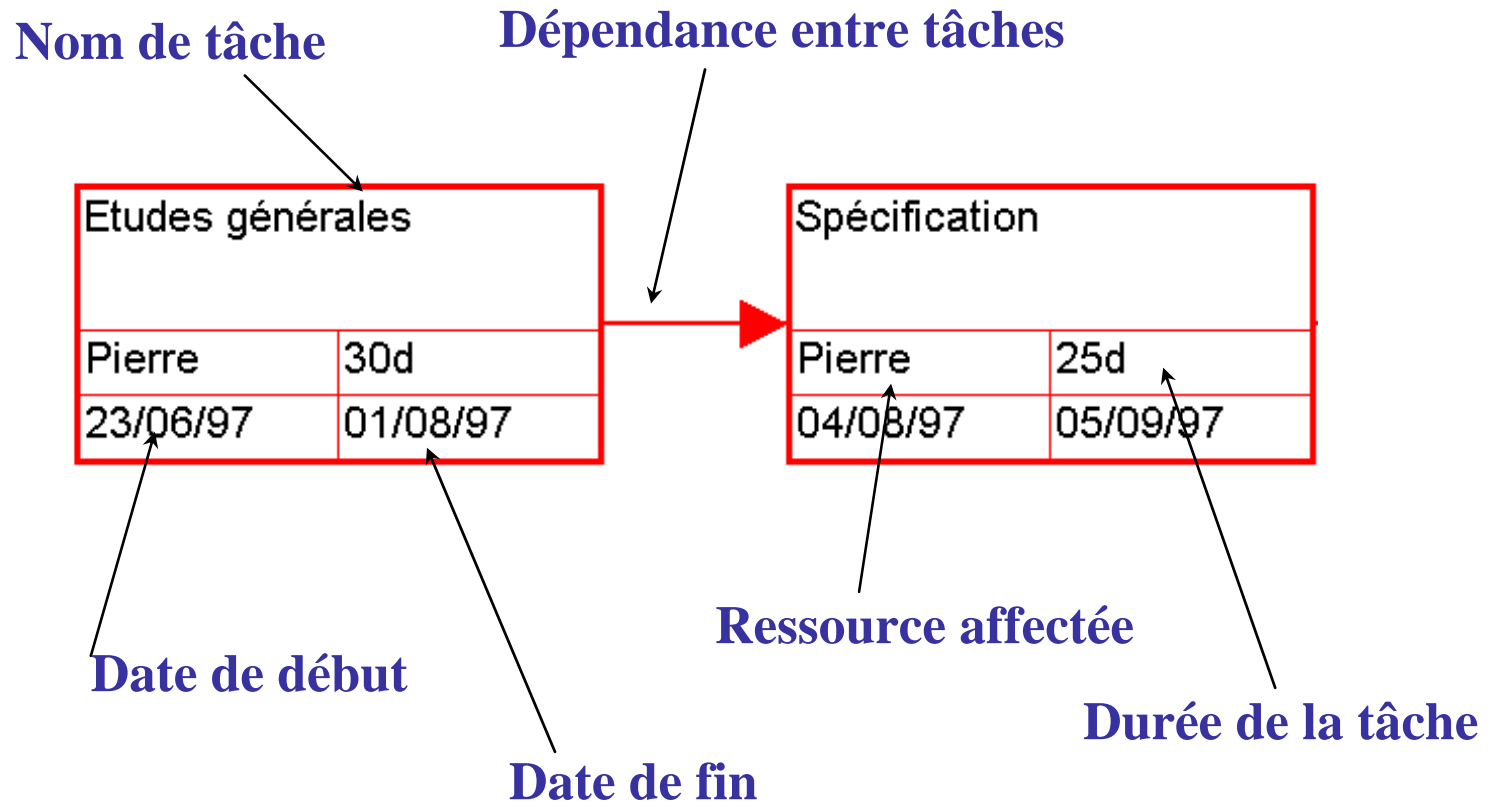 Nom de tâche
Dépendance entre tâches
Etudes générales
Pierre
30d
23/06/97
01/08/97
Spécification
Pierre
25d
04/08/97
05/09/97
Ressource affectée
Date de début
Durée de la tâche
Date de fin